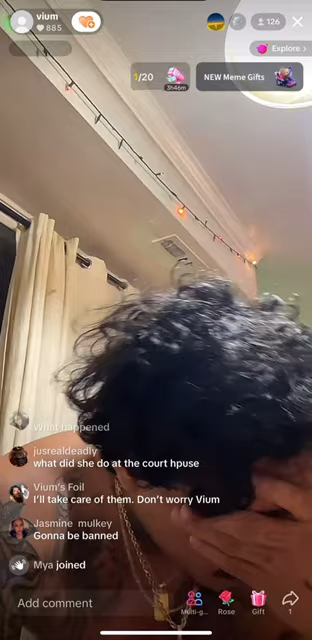 vium
885
126
Explore >
1/20
3h46m
NEW Meme Gifts
What happened
jusrealdeadly
what did she do at the court hpuse
Vium's Foil
I'll take care of them. Don't worry Vium
Jasmine mulkey
Gonna be banned
Mya joined
Add comment
Multi-g...
Rose
Gift
1